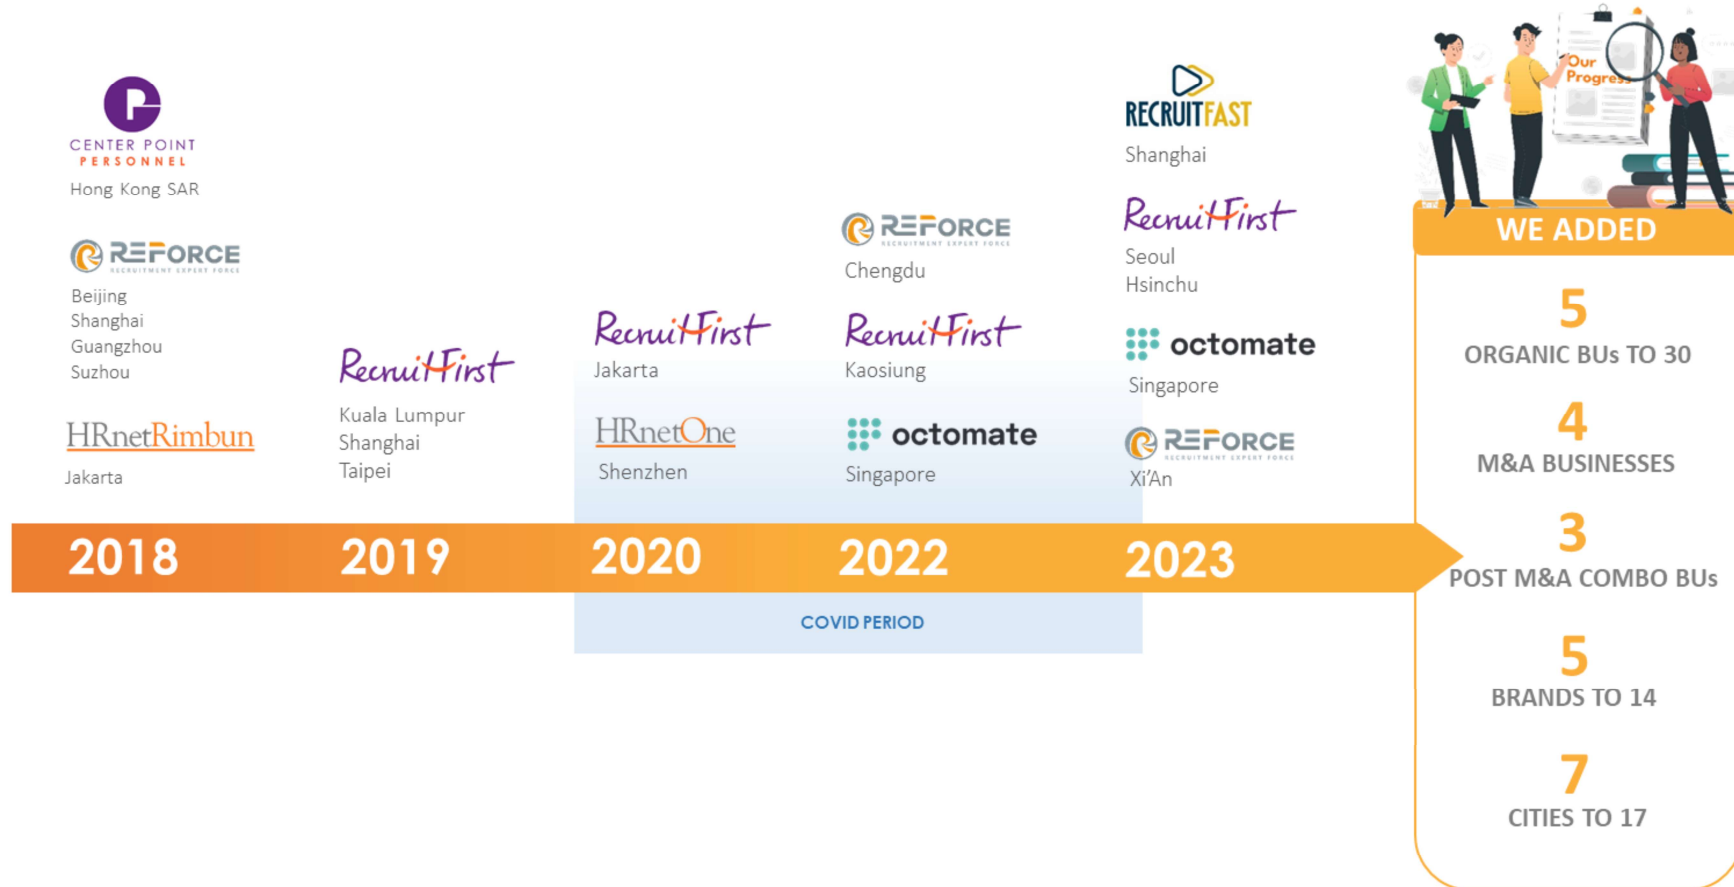 P
CENTER POINT
PERSONNEL
Hong Kong SAR
REFORCE
RECRUITMENT EXPERT FORCE
Beijing
Shanghai
Guangzhou
Suzhou
HRnetRimbun
Jakarta
2018
RecruitFirst
Kuala Lumpur
Shanghai
Taipei
2019
RecruitFirst
Jakarta
HRnetOne
Shenzhen
2020
REFORCE
RECRUITMENT EXPERT FORCE
Chengdu
RecruitFirst
Kaosiung
octomate
Singapore
2022
COVID PERIOD
RECRUITFAST
Shanghai
RecruitFirst
Seoul
Hsinchu
octomate
Singapore
REFORCE
RECRUITMENT EXPERT FORCE
Xi'An
2023
Our
Progress
WE ADDED
5
ORGANIC BUs TO 30
4
M&A BUSINESSES
3
POST M&A COMBO BUs
5
BRANDS TO 14
7
CITIES TO 17